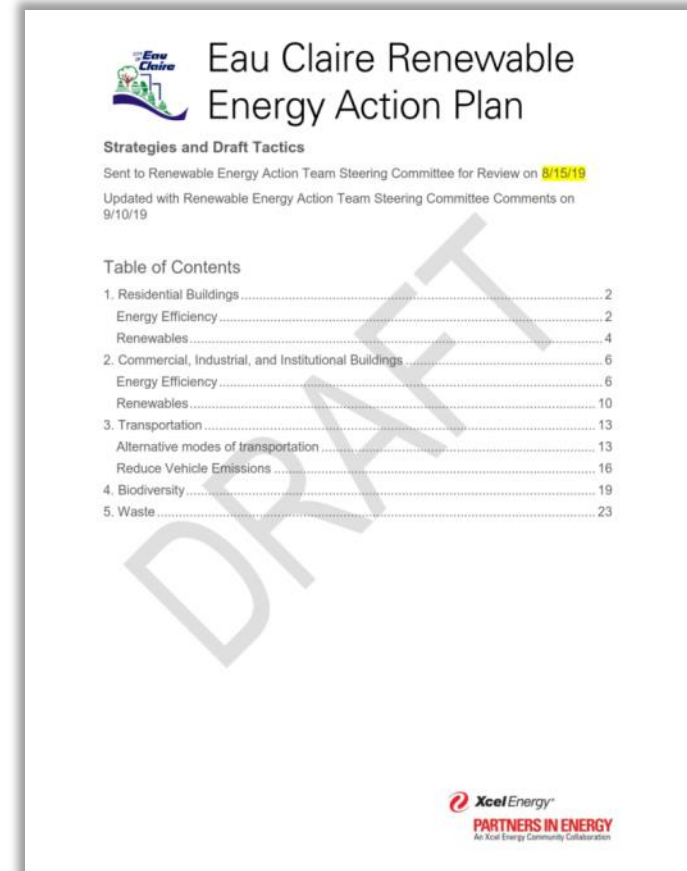 CITY OF
Eau
Claire
Eau Claire Renewable
Energy Action Plan
Strategies and Draft Tactics
Sent to Renewable Energy Action Team Steering Committee for Review on 8/15/19
Updated with Renewable Energy Action Team Steering Committee Comments on
9/10/19
Table of Contents
1. Residential Buildings 2
Energy Efficiency 2
Renewables 4
2. Commercial, Industrial, and Institutional Buildings 6
Energy Efficiency 6
Renewables 10
3. Transportation 13
Alternative modes of transportation 13
Reduce Vehicle Emissions 16
4. Biodiversity 19
5. Waste 23
DRAFT
Xcel Energy
PARTNERS IN ENERGY
An Xcel Energy Community Collaboration